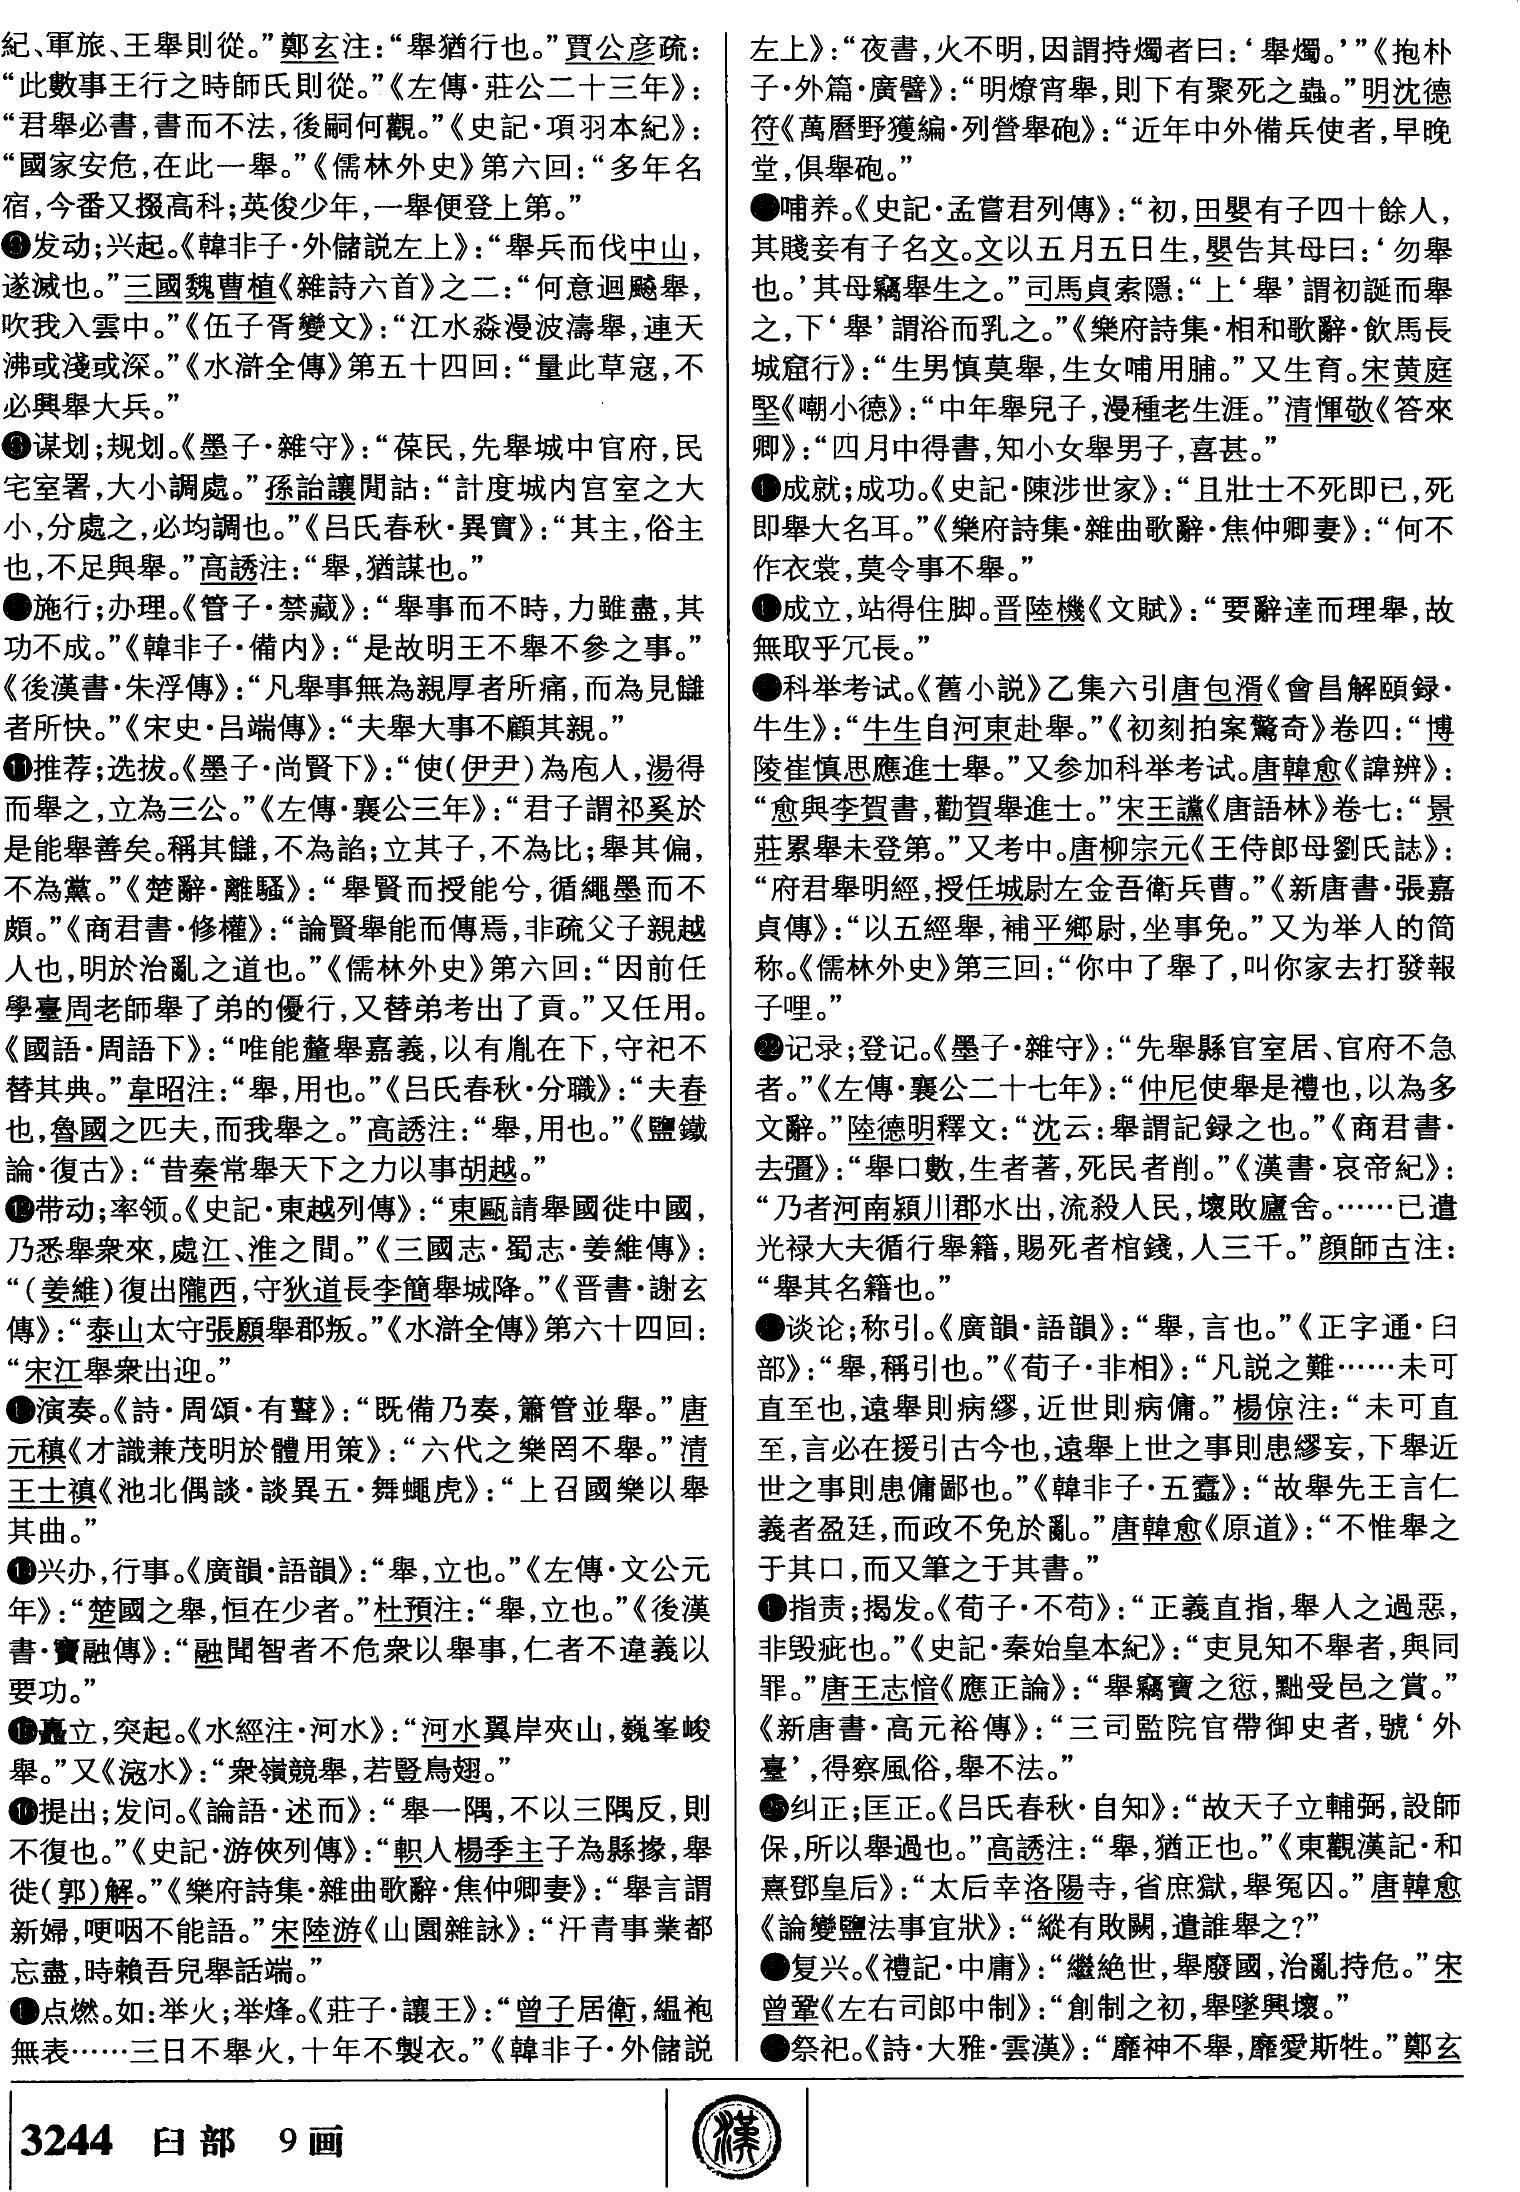 紀、軍旅、王舉則從。”鄭玄注：“舉猶行也。”賈公彦疏：
“此數事王行之時師氏則從。”《左傳·莊公二十三年》：
“君舉必書，書而不法，後嗣何觀。”《史記·項羽本紀》：
“國家安危，在此一舉。”《儒林外史》第六回：“多年名
宿，今番又掇高科；英俊少年，一舉便登上第。”
发动；兴起。《韓非子·外儲説左上》：“舉兵而伐中山，
遂滅也。”三國魏曹植《雜詩六首》之二：“何意迴飈舉，
吹我入雲中。”《伍子胥變文》：“江水淼漫波濤舉，連天
沸或淺或深。”《水滸全傳》第五十四回：“量此草寇，不
必興舉大兵。”
谋划；规划。《墨子·雜守》：“葆民，先舉城中官府，民
宅室署，大小調處。”孫詒讓閒詁：“計度城内宫室之大
小，分處之，必均調也。”《吕氏春秋·異寶》：“其主，俗主
也，不足與舉。”高誘注：“舉，猶謀也。”
施行；办理。《管子·禁藏》：“舉事而不時，力雖盡，其
功不成。”《韓非子·備内》：“是故明王不舉不參之事。”
《後漢書·朱浮傳》：“凡舉事無為親厚者所痛，而為見讎
者所快。”《宋史·吕端傳》：“夫舉大事不顧其親。”
⓫推荐；选拔。《墨子·尚賢下》：“使（伊尹）為庖人，湯得
而舉之，立為三公。”《左傳·襄公三年》：“君子謂祁奚於
是能舉善矣。稱其讎，不為諂；立其子，不為比；舉其偏，
不為黨。”《楚辭·離騷》：“舉賢而授能兮，循繩墨而不
頗。”《商君書·修權》：“論賢舉能而傳焉，非疏父子親越
人也，明於治亂之道也。”《儒林外史》第六回：“因前任
學臺周老師舉了弟的優行，又替弟考出了貢。”又任用。
《國語·周語下》：“唯能釐舉嘉義，以有胤在下，守祀不
替其典。”韋昭注：“舉，用也。”《吕氏春秋·分職》：“夫春
也，魯國之匹夫，而我舉之。”高誘注：“舉，用也。”《鹽鐵
論·復古》：“昔秦常舉天下之力以事胡越。”
⓬带动；率领。《史記·東越列傳》：“東甌請舉國徙中國，
乃悉舉衆來，處江、淮之間。”《三國志·蜀志·姜維傳》：
“（姜維）復出隴西，守狄道長李簡舉城降。”《晋書·謝玄
傳》：“泰山太守張願舉郡叛。”《水滸全傳》第六十四回：
“宋江舉衆出迎。”
演奏。《詩·周頌·有瞽》：“既備乃奏，簫管並舉。”唐
元稹《才識兼茂明於體用策》：“六代之樂罔不舉。”清
王士禛《池北偶談·談異五·舞蠅虎》：“上召國樂以舉
其曲。”
兴办，行事。《廣韻·語韻》：“舉，立也。”《左傳·文公元
年》：“楚國之舉，恒在少者。”杜預注：“舉，立也。”《後漢
書·竇融傳》：“融聞智者不危衆以舉事，仁者不違義以
要功。”
矗立，突起。《水經注·河水》：“河水翼岸夾山，巍峯峻
舉。”又《滱水》：“衆嶺競舉，若豎鳥翅。”
⓰提出；发问。《論語·述而》：“舉一隅，不以三隅反，則
不復也。”《史記·游俠列傳》：“軹人楊季主子為縣掾，舉
徙（郭）解。”《樂府詩集·雜曲歌辭·焦仲卿妻》：“舉言謂
新婦，哽咽不能語。”宋陸游《山園雜詠》：“汗青事業都
忘盡，時賴吾兒舉話端。”
点燃。如：举火；举烽。《莊子·讓王》：“曾子居衛，緼袍
無表……三日不舉火，十年不製衣。”《韓非子·外儲説
左上》：“夜書，火不明，因謂持燭者曰：‘舉燭。’”《抱朴
子·外篇·廣譬》：“明燎宵舉，則下有聚死之蟲。”明沈德
符《萬曆野獲編·列營舉砲》：“近年中外備兵使者，早晚
堂，俱舉砲。”
哺养。《史記·孟嘗君列傳》：“初，田嬰有子四十餘人，
其賤妾有子名文。文以五月五日生，嬰告其母曰：‘勿舉
也。’其母竊舉生之。”司馬貞索隱：“上‘舉’謂初誕而舉
之，下‘舉’謂浴而乳之。”《樂府詩集·相和歌辭·飲馬長
城窟行》：“生男慎莫舉，生女哺用脯。”又生育。宋黄庭
堅《嘲小德》：“中年舉兒子，漫種老生涯。”清惲敬《答來
卿》：“四月中得書，知小女舉男子，喜甚。”
成就；成功。《史記·陳涉世家》：“且壯士不死即已，死
即舉大名耳。”《樂府詩集·雜曲歌辭·焦仲卿妻》：“何不
作衣裳，莫令事不舉。”
成立，站得住脚。晋陸機《文賦》：“要辭達而理舉，故
無取乎冗長。”
科举考试。《舊小説》乙集六引唐包湑《會昌解頤録·
牛生》：“牛生自河東赴舉。”《初刻拍案驚奇》卷四：“博
陵崔慎思應進士舉。”又参加科举考试。唐韓愈《諱辨》：
“愈與李賀書，勸賀舉進士。”宋王讜《唐語林》卷七：“景
莊累舉未登第。”又考中。唐柳宗元《王侍郎母劉氏誌》：
“府君舉明經，授任城尉左金吾衛兵曹。”《新唐書·張嘉
貞傳》：“以五經舉，補平鄉尉，坐事免。”又为举人的简
称。《儒林外史》第三回：“你中了舉了，叫你家去打發報
子哩。”
㉒记录；登记。《墨子·雜守》：“先舉縣官室居、官府不急
者。”《左傳·襄公二十七年》：“仲尼使舉是禮也，以為多
文辭。”陸德明釋文：“沈云：舉謂記録之也。”《商君書·
去彊》：“舉口數，生者著，死民者削。”《漢書·哀帝紀》：
“乃者河南潁川郡水出，流殺人民，壞敗廬舍。……已遣
光禄大夫循行舉籍，賜死者棺錢，人三千。”顔師古注：
“舉其名籍也。”
谈论；称引。《廣韻·語韻》：“舉，言也。”《正字通·臼
部》：“舉，稱引也。”《荀子·非相》：“凡説之難……未可
直至也，遠舉則病繆，近世則病傭。”楊倞注：“未可直
至，言必在援引古今也，遠舉上世之事則患繆妄，下舉近
世之事則患傭鄙也。”《韓非子·五蠹》：“故舉先王言仁
義者盈廷，而政不免於亂。”唐韓愈《原道》：“不惟舉之
于其口，而又筆之于其書。”
指责；揭发。《荀子·不苟》：“正義直指，舉人之過惡，
非毁疵也。”《史記·秦始皇本紀》：“吏見知不舉者，與同
罪。”唐王志愔《應正論》：“舉竊寶之愆，黜受邑之賞。”
《新唐書·高元裕傳》：“三司監院官帶御史者，號‘外
臺’，得察風俗，舉不法。”
㉕纠正；匡正。《吕氏春秋·自知》：“故天子立輔弼，設師
保，所以舉過也。”高誘注：“舉，猶正也。”《東觀漢記·和
熹鄧皇后》：“太后幸洛陽寺，省庶獄，舉冤囚。”唐韓愈
《論變鹽法事宜狀》：“縱有敗闕，遣誰舉之？”
复兴。《禮記·中庸》：“繼絶世，舉廢國，治亂持危。”宋
曾鞏《左右司郎中制》：“創制之初，舉墜興壞。”
祭祀。《詩·大雅·雲漢》：“靡神不舉，靡愛斯牲。”鄭玄
3244 臼部 9画
漢